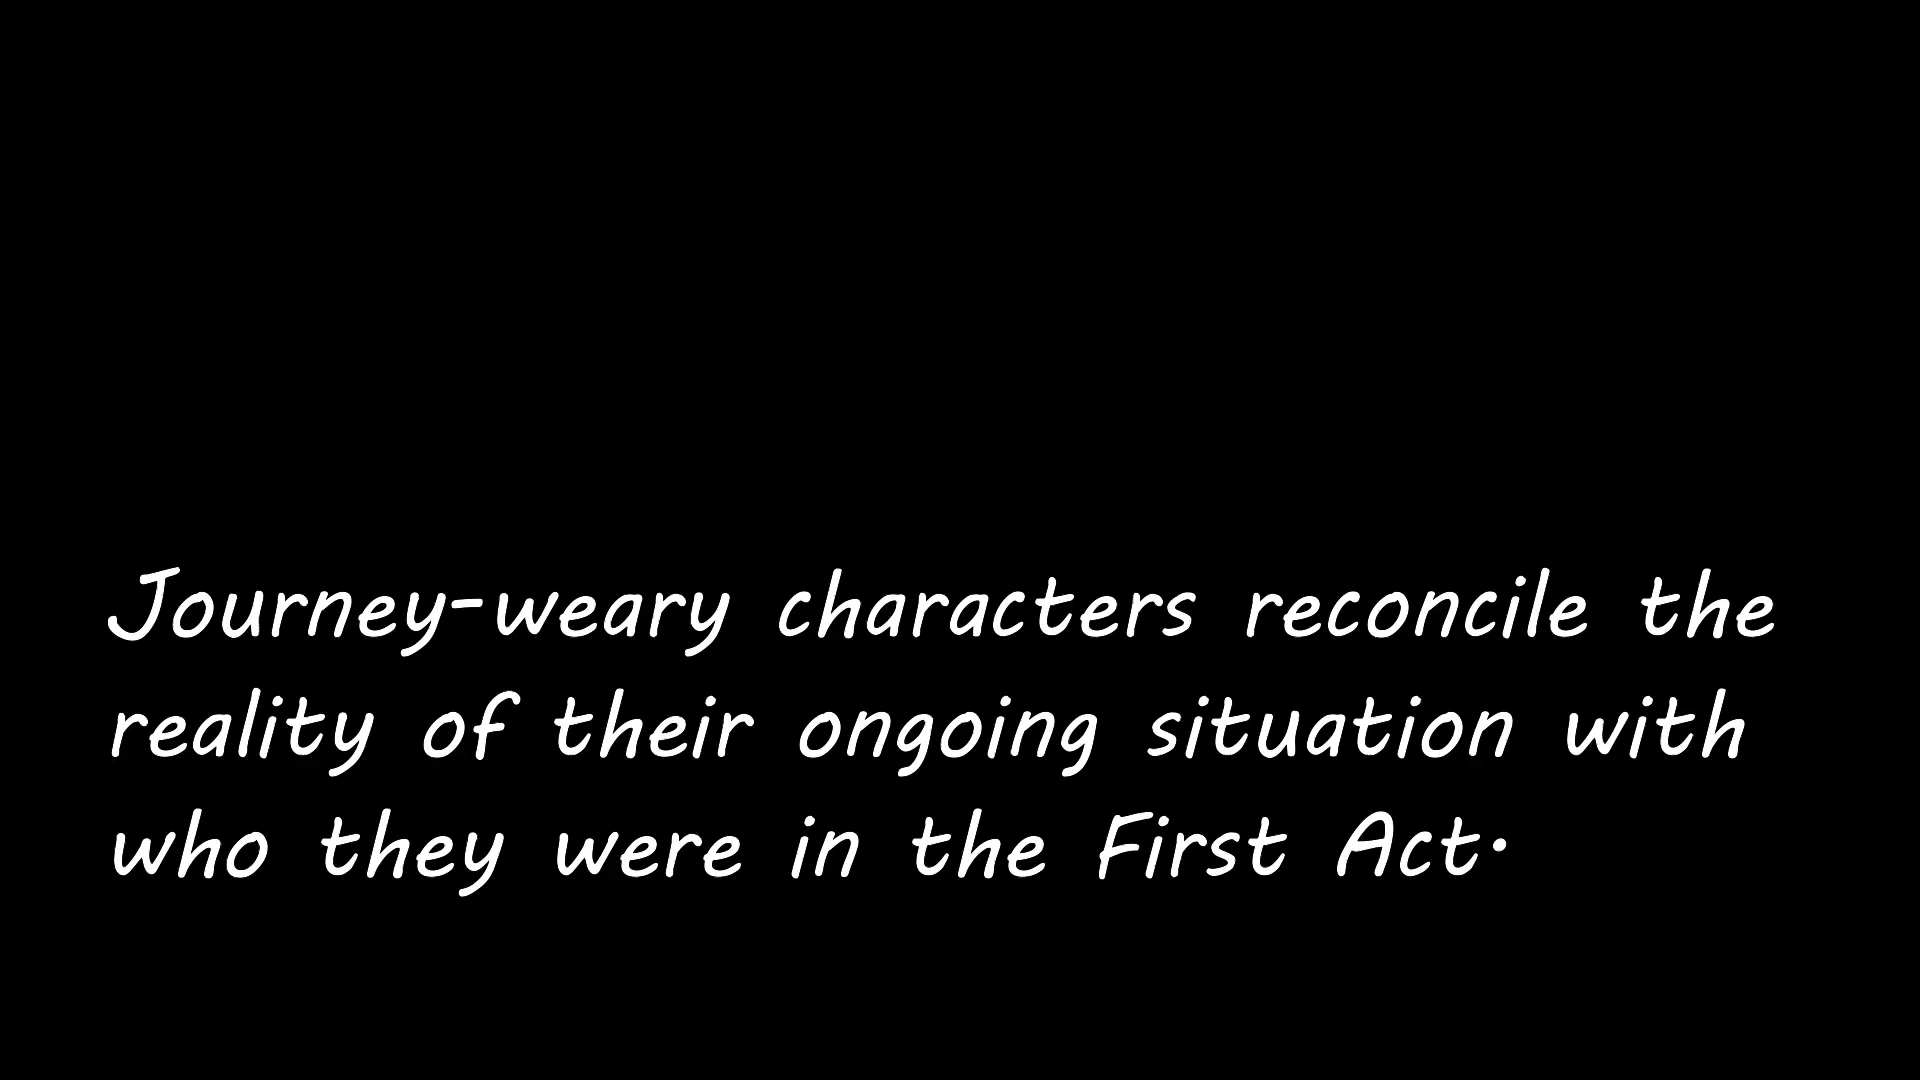 Journey-weary characters reconcile the
reality of their ongoing situation with
who they were in the First Act.